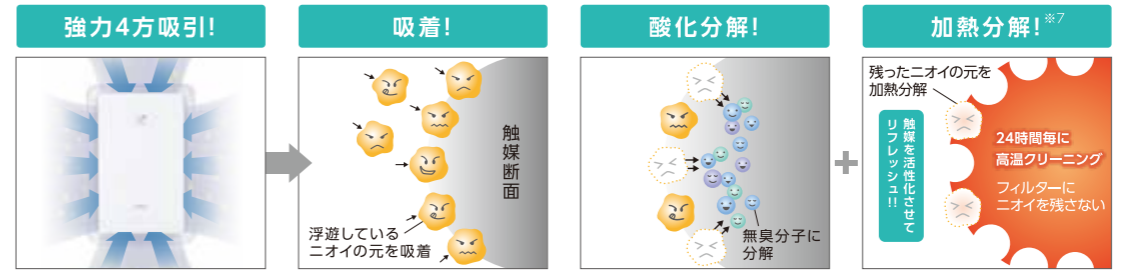 強力4方吸引!
吸着!
触媒断面
浮遊している
ニオイの元を吸着
酸化分解!
無臭分子に
分解
加熱分解!※7
残ったニオイの元を
加熱分解
触媒を活性化させて
リフレッシュ!!
24時間毎に
高温クリーニング
フィルターに
ニオイを残さない